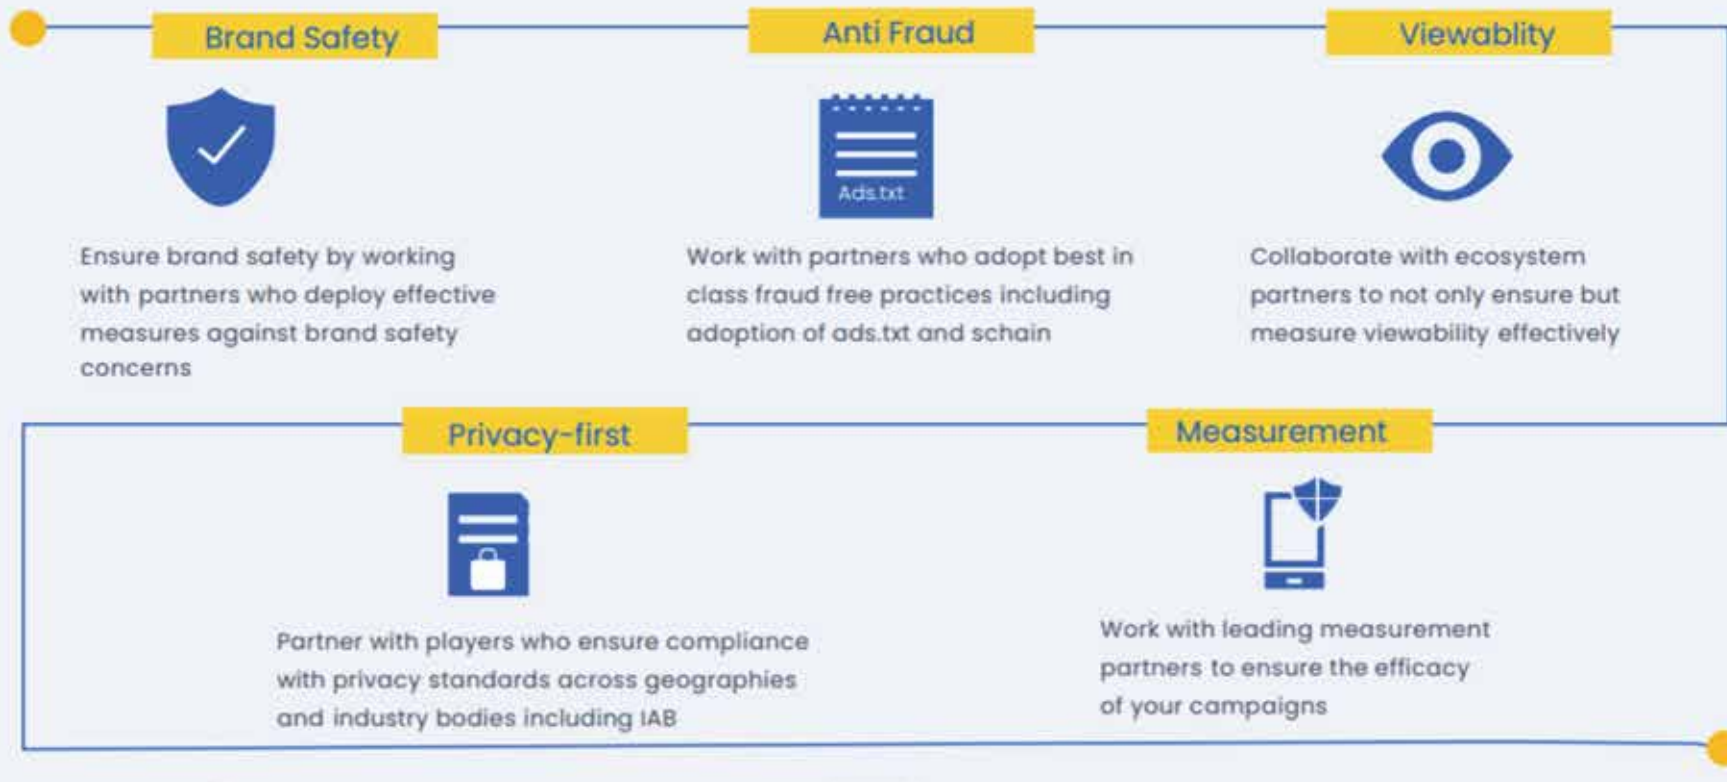 Brand Safety
Anti Fraud
Viewablity
Ads.txt
Ensure brand safety by working
with partners who deploy effective
measures against brand safety
concerns
Work with partners who adopt best in
class fraud free practices including
adoption of ads.txt and schain
Collaborate with ecosystem
partners to not only ensure but
measure viewability effectively
Privacy-first
Measurement
Partner with players who ensure compliance
with privacy standards across geographies
and industry bodies including IAB
Work with leading measurement
partners to ensure the efficacy
of your campaigns